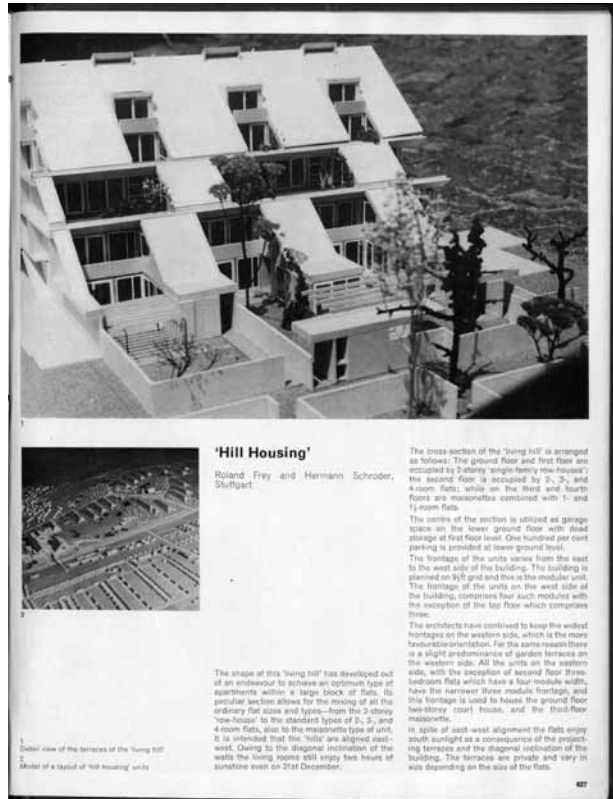 1
'Hill Housing'
Roland Frey and Hermann Schroder,
Stuttgart
2
The shape of this 'living hill' has developed out
of an endeavour to achieve an optimum type of
apartments within a large block of flats. Its
peculiar section allows for the mixing of all the
ordinary flat sizes and types—from the 2-storey
'row-house' to the standard types of 2-, 3-, and
4-room flats, also to the maisonette type of unit.
It is intended that the 'hills' are aligned east-
west. Owing to the diagonal inclination of the
walls the living rooms still enjoy two hours of
sunshine even on 21st December.
The cross-section of the 'living hill' is arranged
as follows: The ground floor and first floor are
occupied by 2-storey 'single-family row-houses':
the second floor is occupied by 2-, 3-, and
4-room flats; while on the third and fourth
floors are maisonettes combined with 1- and
1½-room flats.
The centre of the section is utilized as garage
space on the lower ground floor with dead
storage at first floor level. One hundred per cent
parking is provided at lower ground level.
The frontage of the units varies from the east
to the west side of the building. The building is
planned on grid and this is the modular unit.
The frontage of the units on the west side of
the building, comprises four such modules with
the exception of the top floor which comprises
three.
The architects have contrived to keep the widest
frontages on the western side, which is the more
favourable orientation. For the same reason there
is a slight predominance of garden terraces on
the western side. All the units on the eastern
side, with the exception of second floor three-
bedroom flats which have a four-module width,
have the narrower three module frontage, and
this frontage is used to house the ground floor
two-storey court house, and the third-floor
maisonette.
In spite of east-west alignment the flats enjoy
south sunlight as a consequence of the project-
ing terraces and the diagonal inclination of the
building. The terraces are private and vary in
size depending on the size of the flats.
1
Detail view of the terraces of the 'living hill'
2
Model of a layout of 'hill housing' units
627